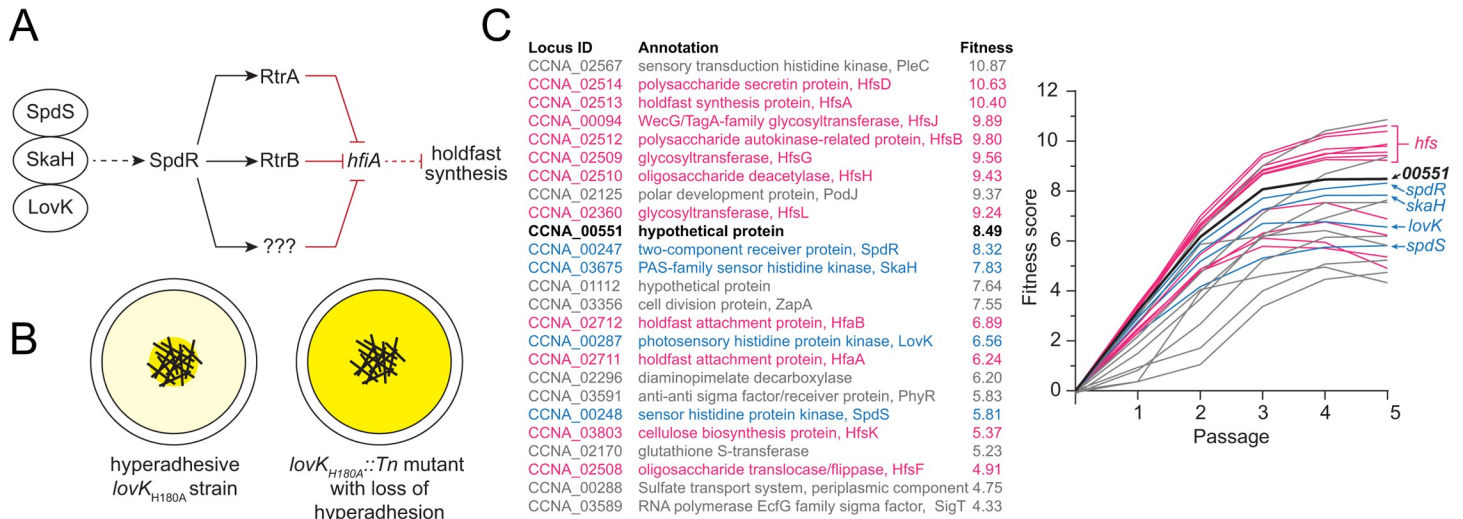 A
SpdS
SkaH
LovK
SpdR
RtrA
RtrB
???
hfiA
holdfast
synthesis
B
hyperadhesive
lovKH180A strain
lovKH180A::Tn mutant
with loss of
hyperadhesion
C
Locus ID Annotation Fitness
CCNA_02567 sensory transduction histidine kinase, PleC 10.87
CCNA_02514 polysaccharide secretin protein, HfsD 10.63
CCNA_02513 holdfast synthesis protein, HfsA 10.40
CCNA_00094 WecG/TagA-family glycosyltransferase, HfsJ 9.89
CCNA_02512 polysaccharide autokinase-related protein, HfsB 9.80
CCNA_02509 glycosyltransferase, HfsG 9.56
CCNA_02510 oligosaccharide deacetylase, HfsH 9.43
CCNA_02125 polar development protein, PodJ 9.37
CCNA_02360 glycosyltransferase, HfsL 9.24
CCNA_00551 hypothetical protein 8.49
CCNA_00247 two-component receiver protein, SpdR 8.32
CCNA_03675 PAS-family sensor histidine kinase, SkaH 7.83
CCNA_01112 hypothetical protein 7.64
CCNA_03356 cell division protein, ZapA 7.55
CCNA_02712 holdfast attachment protein, HfaB 6.89
CCNA_00287 photosensory histidine protein kinase, LovK 6.56
CCNA_02711 holdfast attachment protein, HfaA 6.24
CCNA_02296 diaminopimelate decarboxylase 6.20
CCNA_03591 anti-anti sigma factor/receiver protein, PhyR 5.83
CCNA_00248 sensor histidine protein kinase, SpdS 5.81
CCNA_03803 cellulose biosynthesis protein, HfsK 5.37
CCNA_02170 glutathione S-transferase 5.23
CCNA_02508 oligosaccharide translocase/flippase, HfsF 4.91
CCNA_00288 Sulfate transport system, periplasmic component 4.75
CCNA_03589 RNA polymerase EcfG family sigma factor, SigT 4.33
Fitness score
12
10
8
6
4
2
0
1 2 3 4 5
Passage
hfs
00551
spdR
skaH
lovK
spdS